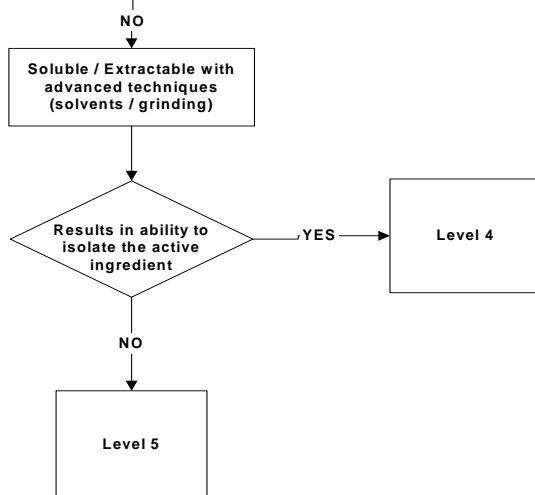 NO
Soluble / Extractable with
advanced techniques
(solvents / grinding)
Results in ability to
isolate the active
ingredient
YES
Level 4
NO
Level 5